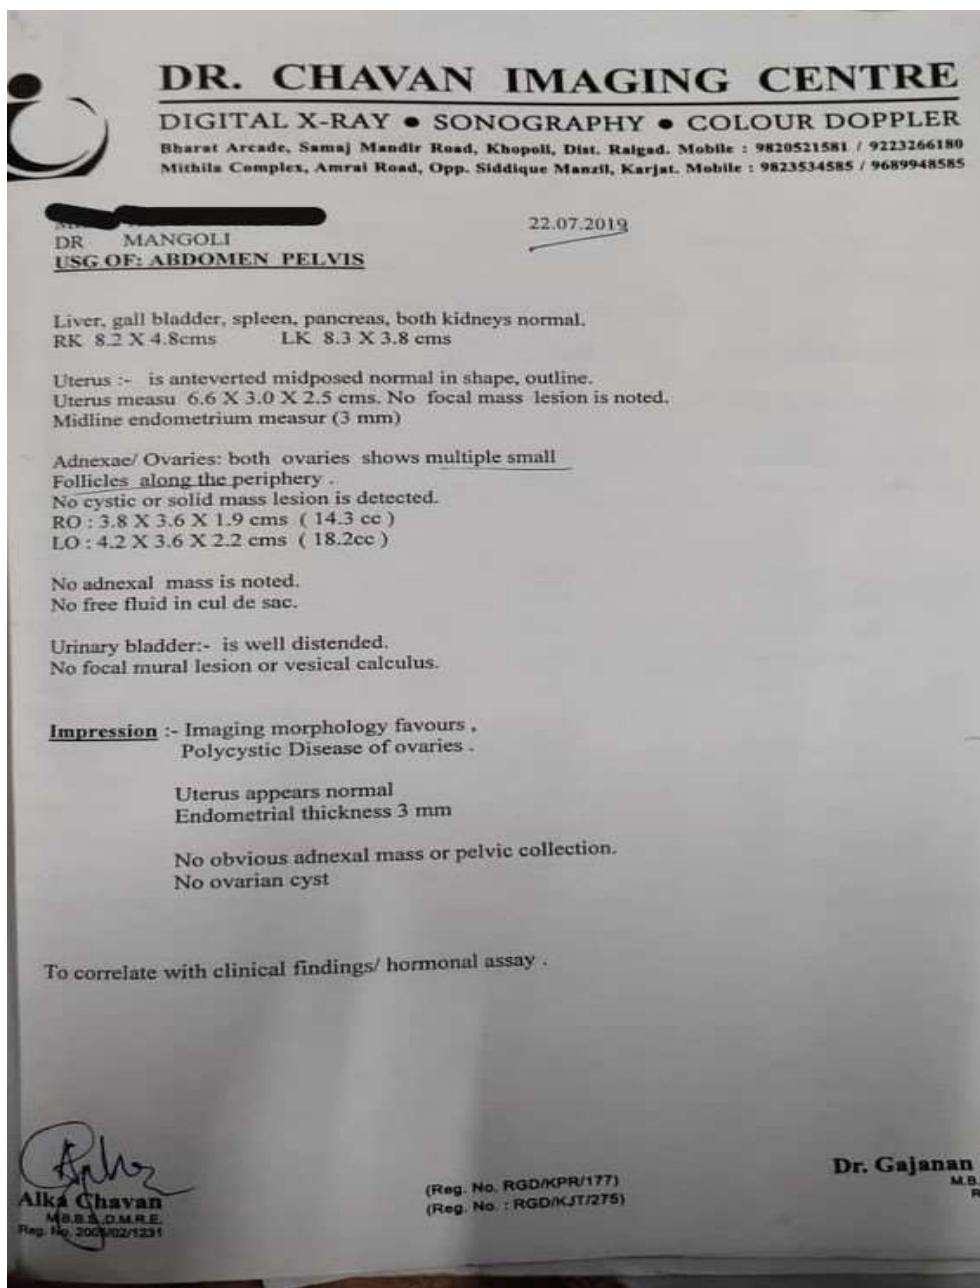 DR. CHAVAN IMAGING CENTRE
DIGITAL X-RAY ● SONOGRAPHY ● COLOUR DOPPLER
Bharat Arcade, Samaj Mandir Road, Khopoli, Dist. Raigad. Mobile : 9820521581 / 9223266180
Mithila Complex, Amrai Road, Opp. Siddique Manzil, Karjat. Mobile : 9823534585 / 9689948585
22.07.2019
DR MANGOLI
USG OF: ABDOMEN PELVIS
Liver, gall bladder, spleen, pancreas, both kidneys normal.
RK 8.2 X 4.8cms LK 8.3 X 3.8 cms
Uterus :- is anteverted midposed normal in shape, outline.
Uterus measu 6.6 X 3.0 X 2.5 cms. No focal mass lesion is noted.
Midline endometrium measur (3 mm)
Adnexae/ Ovaries: both ovaries shows multiple small
Follicles along the periphery .
No cystic or solid mass lesion is detected.
RO : 3.8 X 3.6 X 1.9 cms ( 14.3 cc )
LO : 4.2 X 3.6 X 2.2 cms ( 18.2cc )
No adnexal mass is noted.
No free fluid in cul de sac.
Urinary bladder:- is well distended.
No focal mural lesion or vesical calculus.
Impression :- Imaging morphology favours ,
Polycystic Disease of ovaries .
Uterus appears normal
Endometrial thickness 3 mm
No obvious adnexal mass or pelvic collection.
No ovarian cyst
To correlate with clinical findings/ hormonal assay .
Alka Chavan
M.B.B.S.,D.M.R.E.
Reg. No.
(Reg. No. RGD/KPR/177)
(Reg. No. : RGD/KJT/275)
Dr. Gajanan
M.B.
R